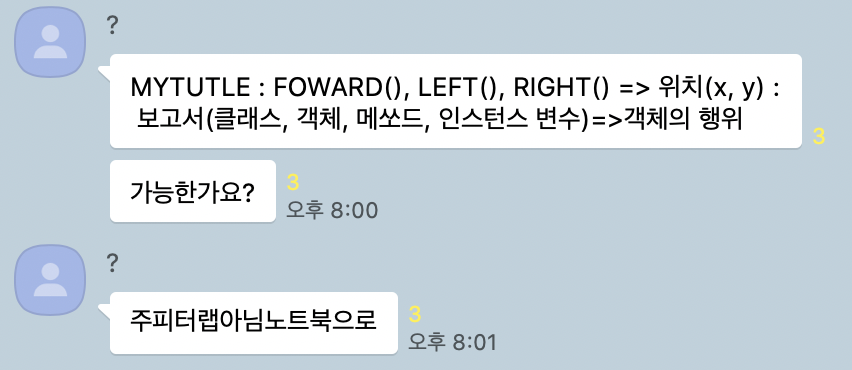 ?
MYTUTLE : FOWARD(), LEFT(), RIGHT() => 위치(x, y) :
보고서(클래스, 객체, 메쏘드, 인스턴스 변수)=>객체의 행위
3
가능한가요?
3
오후 8:00
?
주피터랩아님노트북으로
3
오후 8:01